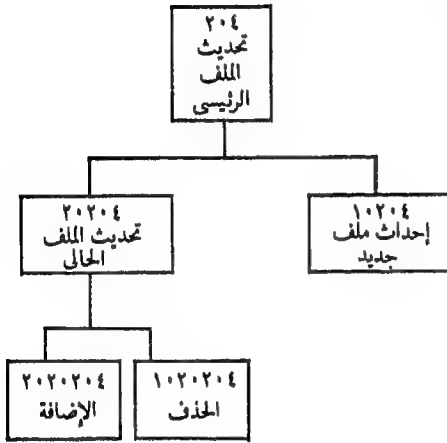 ٢٠٤
تحديث
الملف
الرئيسى
١٠٢٠٤
إحداث ملف
جديد
٢٠٢٠٤
تحديث الملف
الحالى
١٠٢٠٢٠٤
الحذف
٢٠٢٠٢٠٤
الإضافة